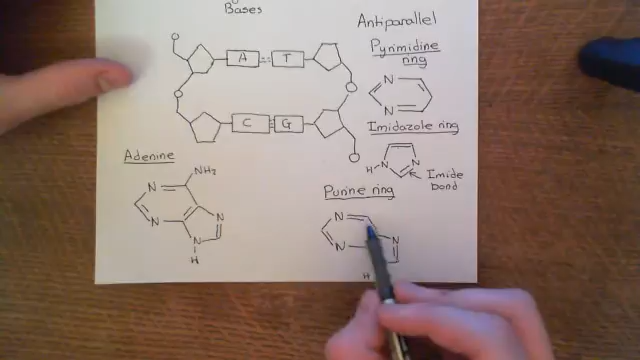 Bases
Antiparallel
A
T
C
G
Pyrimidine
ring
N
N
Imidazole ring
H
N
N
Imide
bond
Adenine
NH2
N
N
N
N
H
Purine ring
N
N
N
H